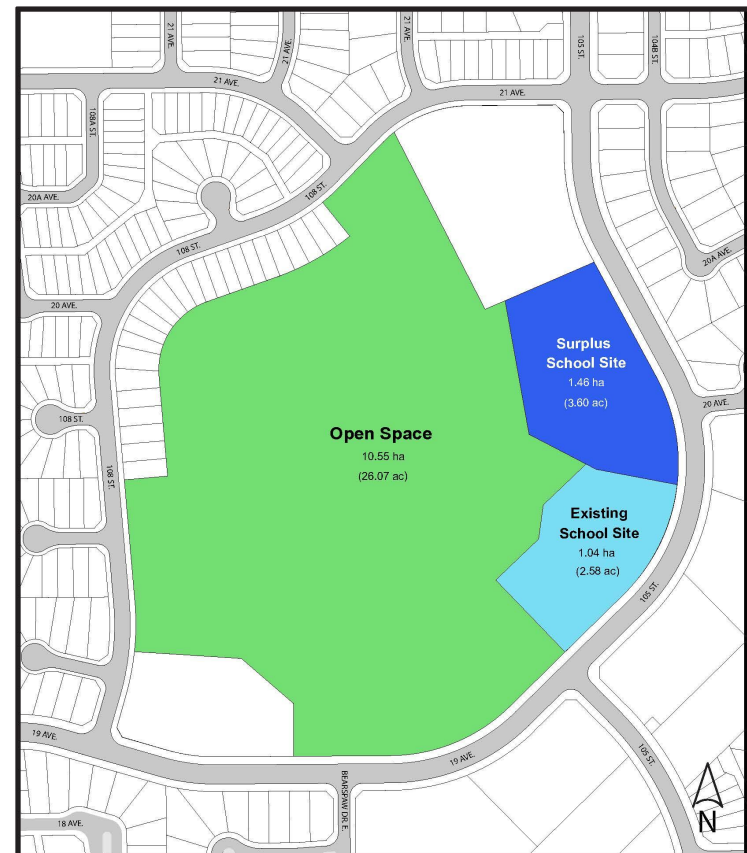 21 AVE.
21 AVE.
105 ST.
104B ST.
21 AVE.
21 AVE.
108A ST.
20A AVE.
108 ST.
108 ST.
20A AVE.
20 AVE.
Surplus
School Site
1.46 ha
(3.60 ac)
20 AVE.
108 ST.
Open Space
10.55 ha
(26.07 ac)
108 ST.
Existing
School Site
1.04 ha
(2.58 ac)
105 ST.
19 AVE.
19 AVE.
105 ST.
BEARSPAW DR. E.
18 AVE.
N